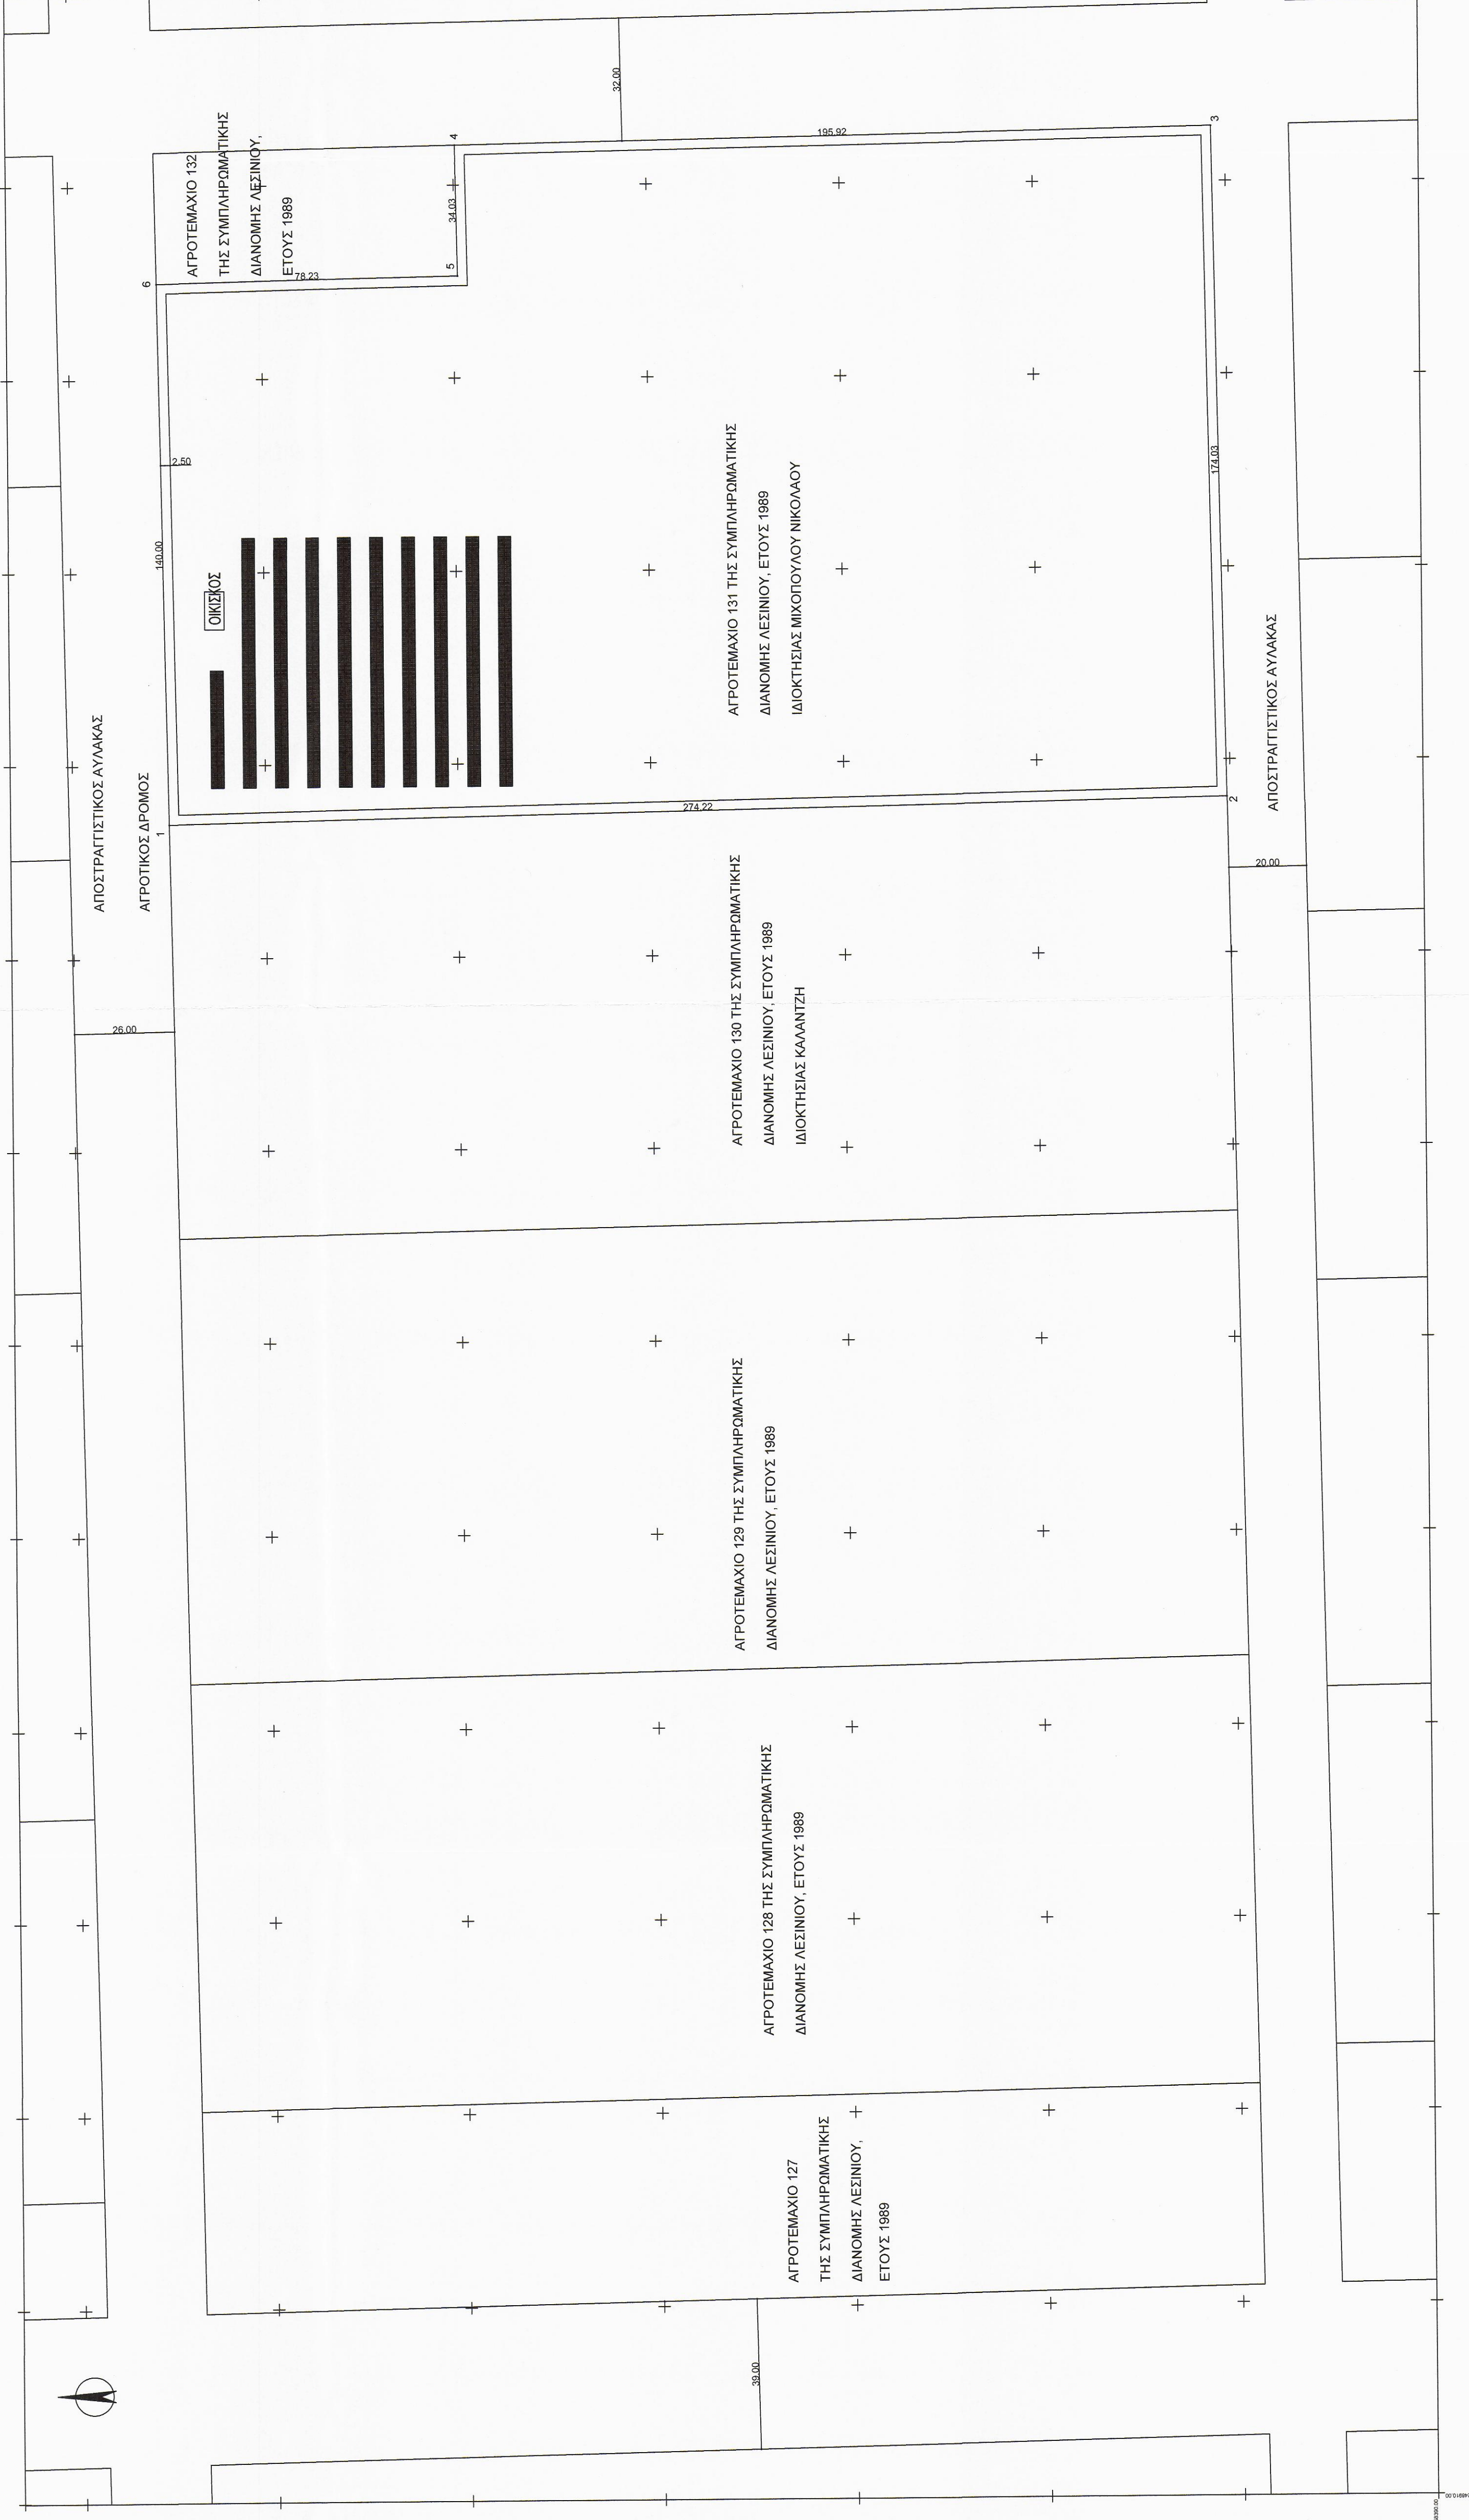 32.00
195.92
3
4
ΑΓΡΟΤΕΜΑΧΙΟ 132
ΤΗΣ ΣΥΜΠΛΗΡΩΜΑΤΙΚΗΣ
ΔΙΑΝΟΜΗΣ ΛΕΣΙΝΙΟΥ,
ΕΤΟΥΣ 1989
34.03
5
78.23
6
2.50
140.00
ΟΙΚΙΣΚΟΣ
174.03
ΑΓΡΟΤΕΜΑΧΙΟ 131 ΤΗΣ ΣΥΜΠΛΗΡΩΜΑΤΙΚΗΣ
ΔΙΑΝΟΜΗΣ ΛΕΣΙΝΙΟΥ, ΕΤΟΥΣ 1989
ΙΔΙΟΚΤΗΣΙΑΣ ΜΙΧΟΠΟΥΛΟΥ ΝΙΚΟΛΑΟΥ
ΑΠΟΣΤΡΑΓΓΙΣΤΙΚΟΣ ΑΥΛΑΚΑΣ
ΑΓΡΟΤΙΚΟΣ ΔΡΟΜΟΣ
1
274.22
2
ΑΠΟΣΤΡΑΓΓΙΣΤΙΚΟΣ ΑΥΛΑΚΑΣ
20.00
26.00
ΑΓΡΟΤΕΜΑΧΙΟ 130 ΤΗΣ ΣΥΜΠΛΗΡΩΜΑΤΙΚΗΣ
ΔΙΑΝΟΜΗΣ ΛΕΣΙΝΙΟΥ, ΕΤΟΥΣ 1989
ΙΔΙΟΚΤΗΣΙΑΣ ΚΑΛΑΝΤΖΗ
ΑΓΡΟΤΕΜΑΧΙΟ 129 ΤΗΣ ΣΥΜΠΛΗΡΩΜΑΤΙΚΗΣ
ΔΙΑΝΟΜΗΣ ΛΕΣΙΝΙΟΥ, ΕΤΟΥΣ 1989
ΑΓΡΟΤΕΜΑΧΙΟ 128 ΤΗΣ ΣΥΜΠΛΗΡΩΜΑΤΙΚΗΣ
ΔΙΑΝΟΜΗΣ ΛΕΣΙΝΙΟΥ, ΕΤΟΥΣ 1989
ΑΓΡΟΤΕΜΑΧΙΟ 127
ΤΗΣ ΣΥΜΠΛΗΡΩΜΑΤΙΚΗΣ
ΔΙΑΝΟΜΗΣ ΛΕΣΙΝΙΟΥ,
ΕΤΟΥΣ 1989
39.00